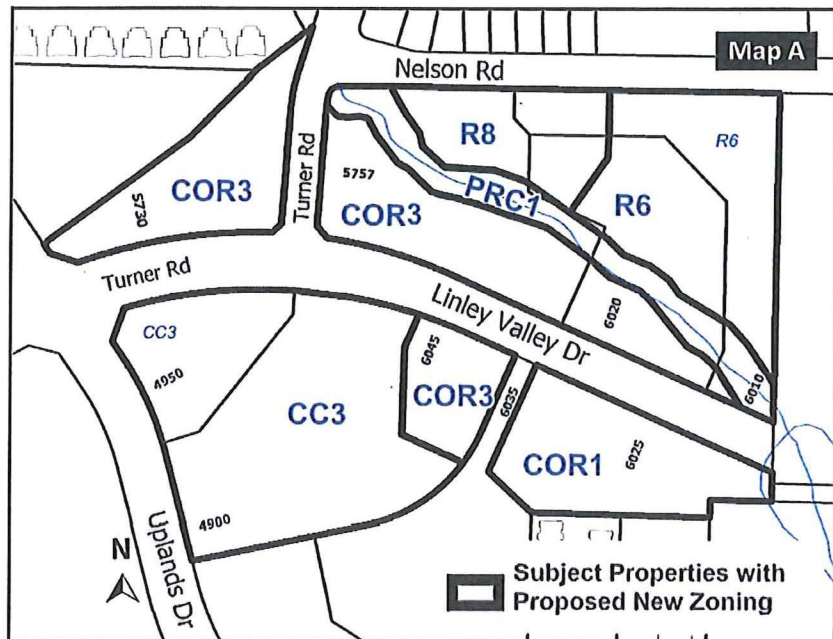 Map A
Nelson Rd
R8
R6
COR3
5757
PRC1
Turner Rd
COR3
R6
5730
Turner Rd
Linley Valley Dr
6020
CC3
6045
4950
6010
CC3
COR3
6035
COR1
6025
4900
Uplands Dr
N
Subject Properties with
Proposed New Zoning